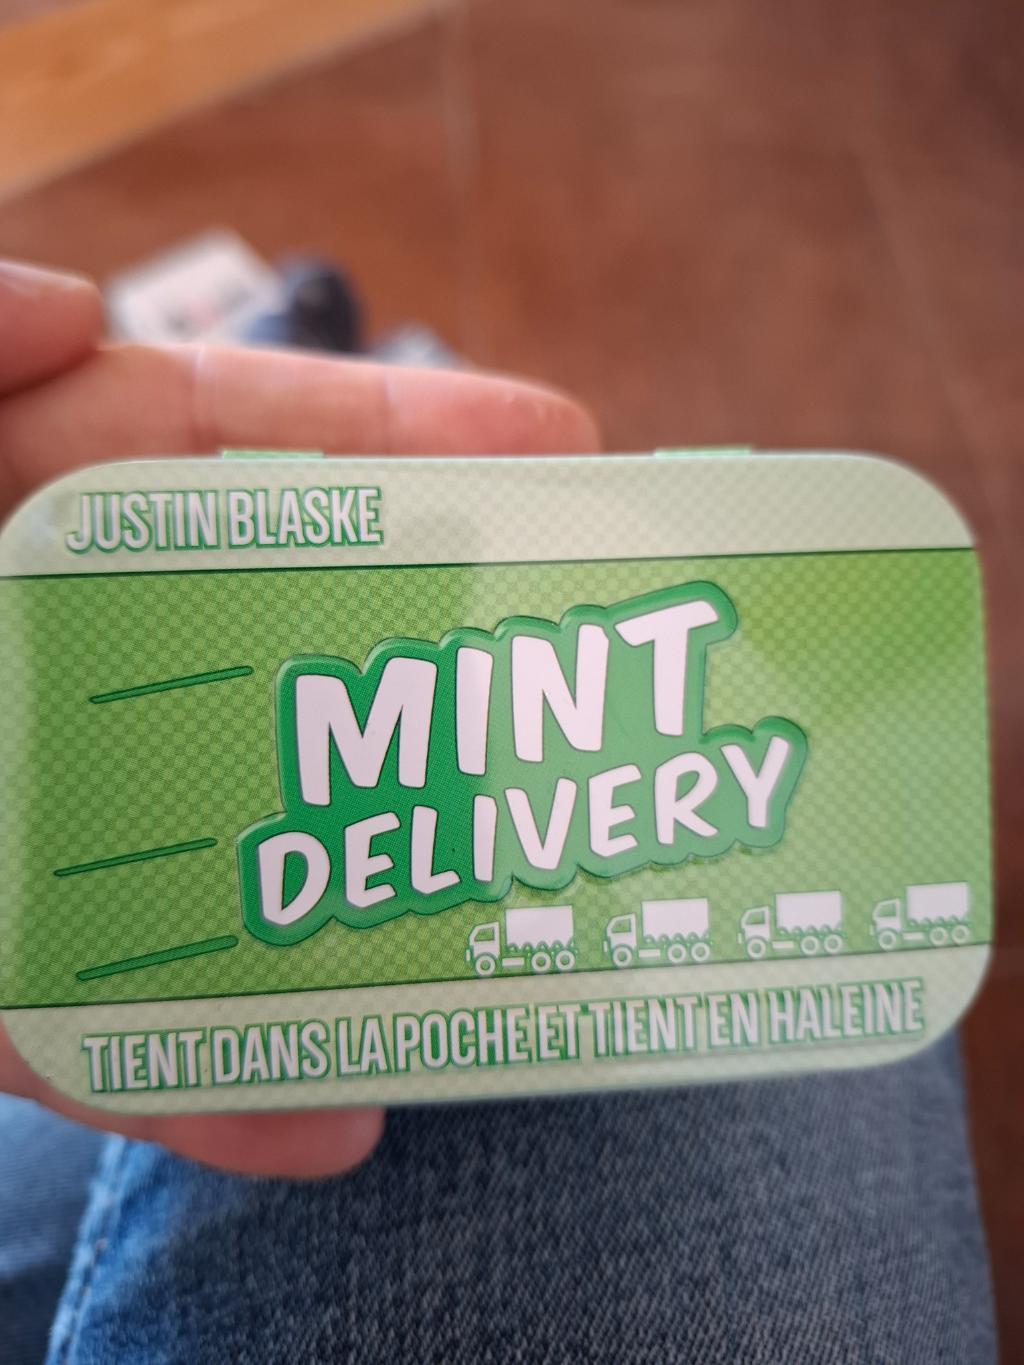 JUSTIN BLASKE
MINT
DELIVERY
TIENT DANS LA POCHE ET TIENT EN HALEINE